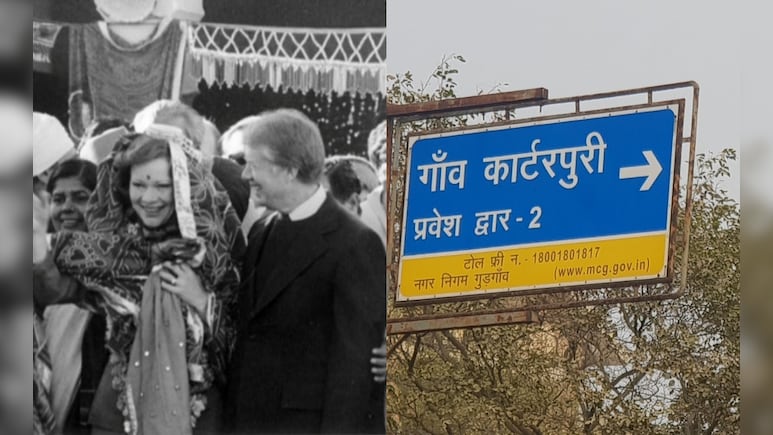 गाँव कार्टरपुरी
प्रवेश द्वार - 2
टोल फ्री न. - 18001801817
नगर निगम गुड़गाँव (www.mcg.gov.in)